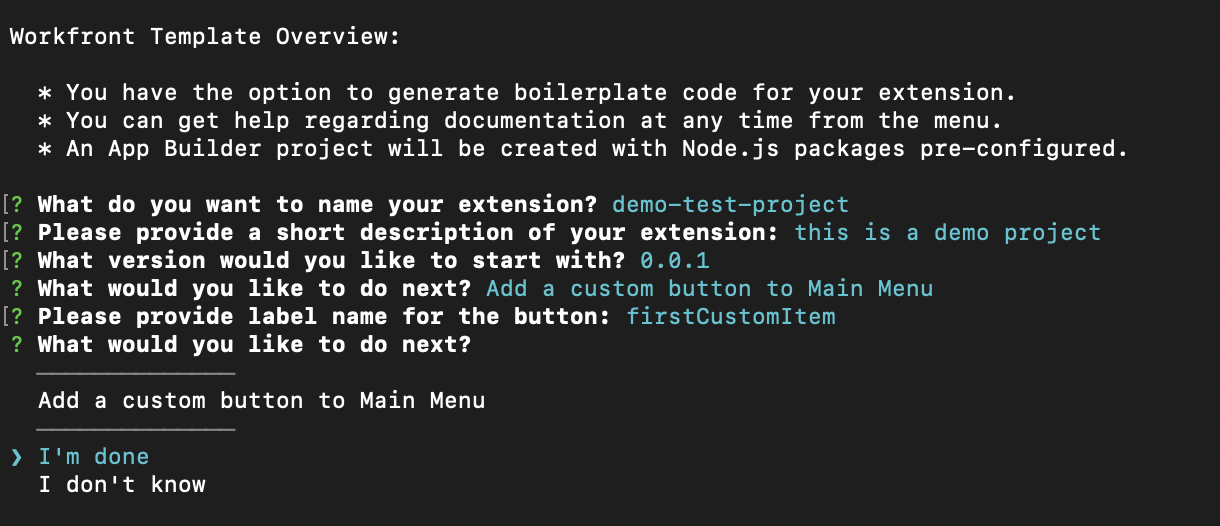 Workfront Template Overview:
* You have the option to generate boilerplate code for your extension.
* You can get help regarding documentation at any time from the menu.
* An App Builder project will be created with Node.js packages pre-configured.
[? What do you want to name your extension? demo-test-project
[? Please provide a short description of your extension: this is a demo project
[? What version would you like to start with? 0.0.1
? What would you like to do next? Add a custom button to Main Menu
[? Please provide label name for the button: firstCustomItem
? What would you like to do next?
──────────────
Add a custom button to Main Menu
──────────────
❯ I'm done
I don't know